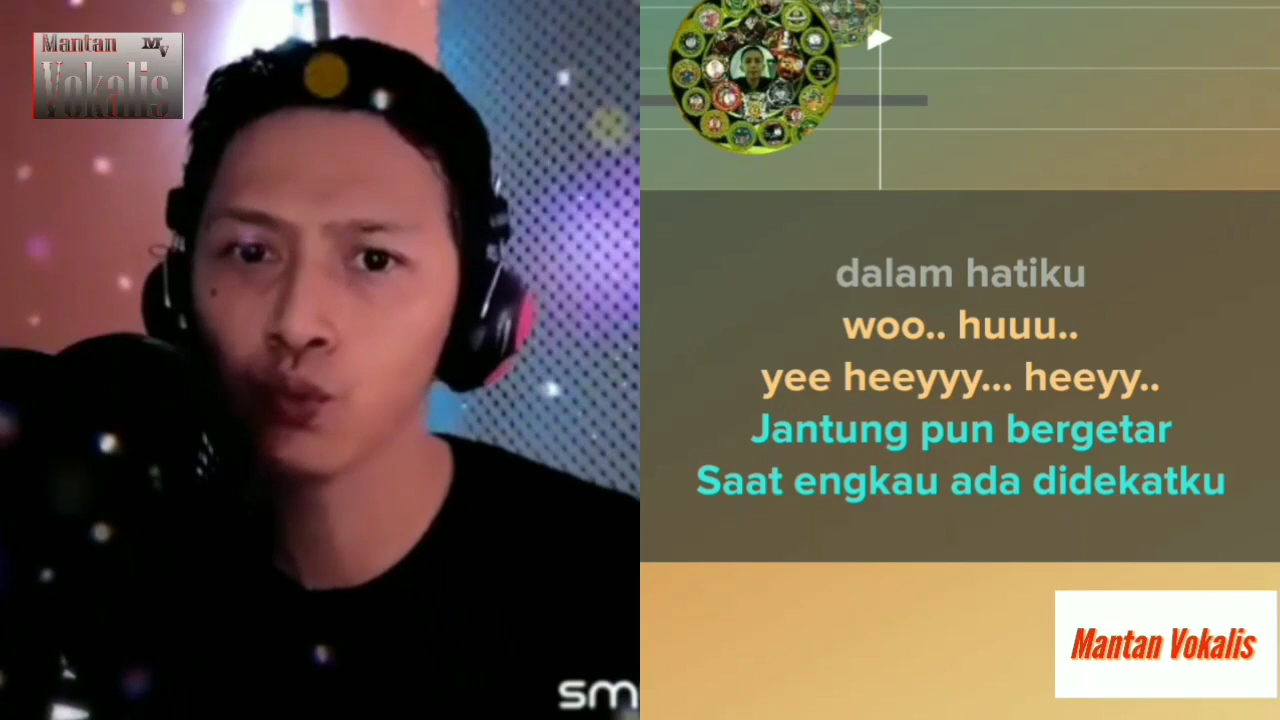 Mantan MV
Vokalis
dalam hatiku
woo.. huuu..
yee heeyyy... heeyy..
Jantung pun bergetar
Saat engkau ada didekatku
Mantan Vokalis
sm